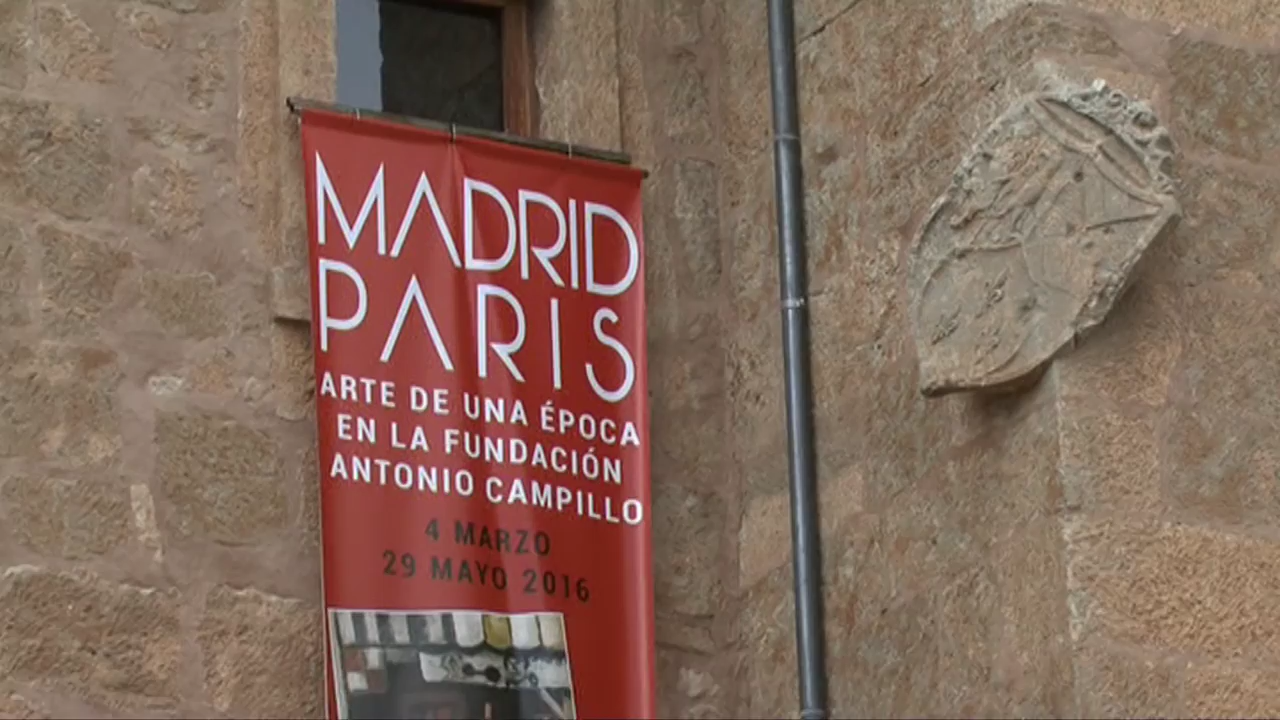 MADRID
PARIS
ARTE DE UNA ÉPOCA
EN LA FUNDACIÓN
ANTONIO CAMPILLO
4 MARZO
29 MAYO 2016